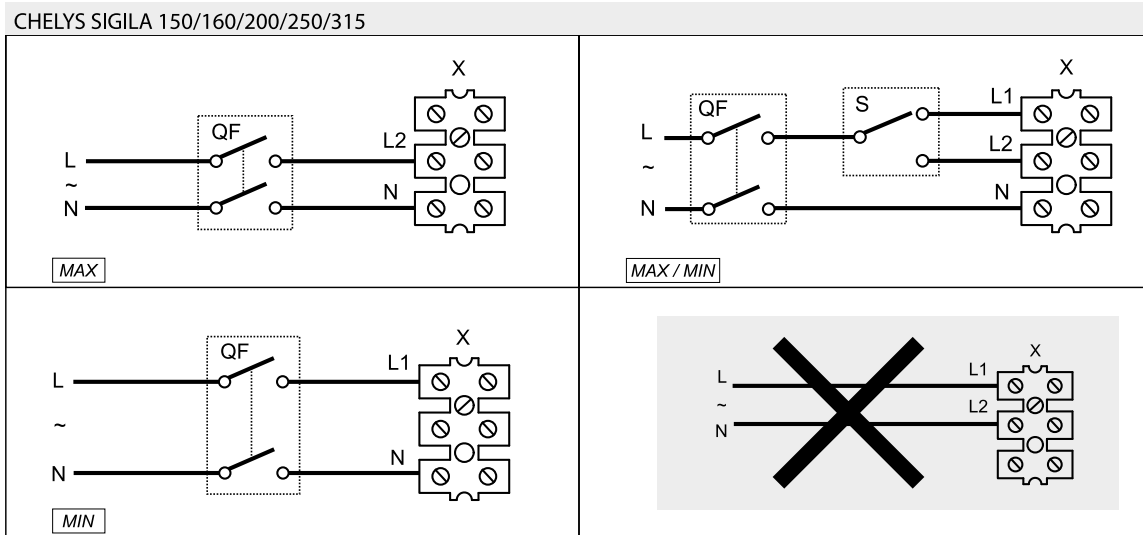 CHELYS SIGILA 150/160/200/250/315
X
QF
L2
L
~
N
N
MAX
X
QF
S
L1
L
L2
~
N
N
MAX / MIN
X
QF
L1
L
~
N
N
MIN
X
L1
L
~
L2
N